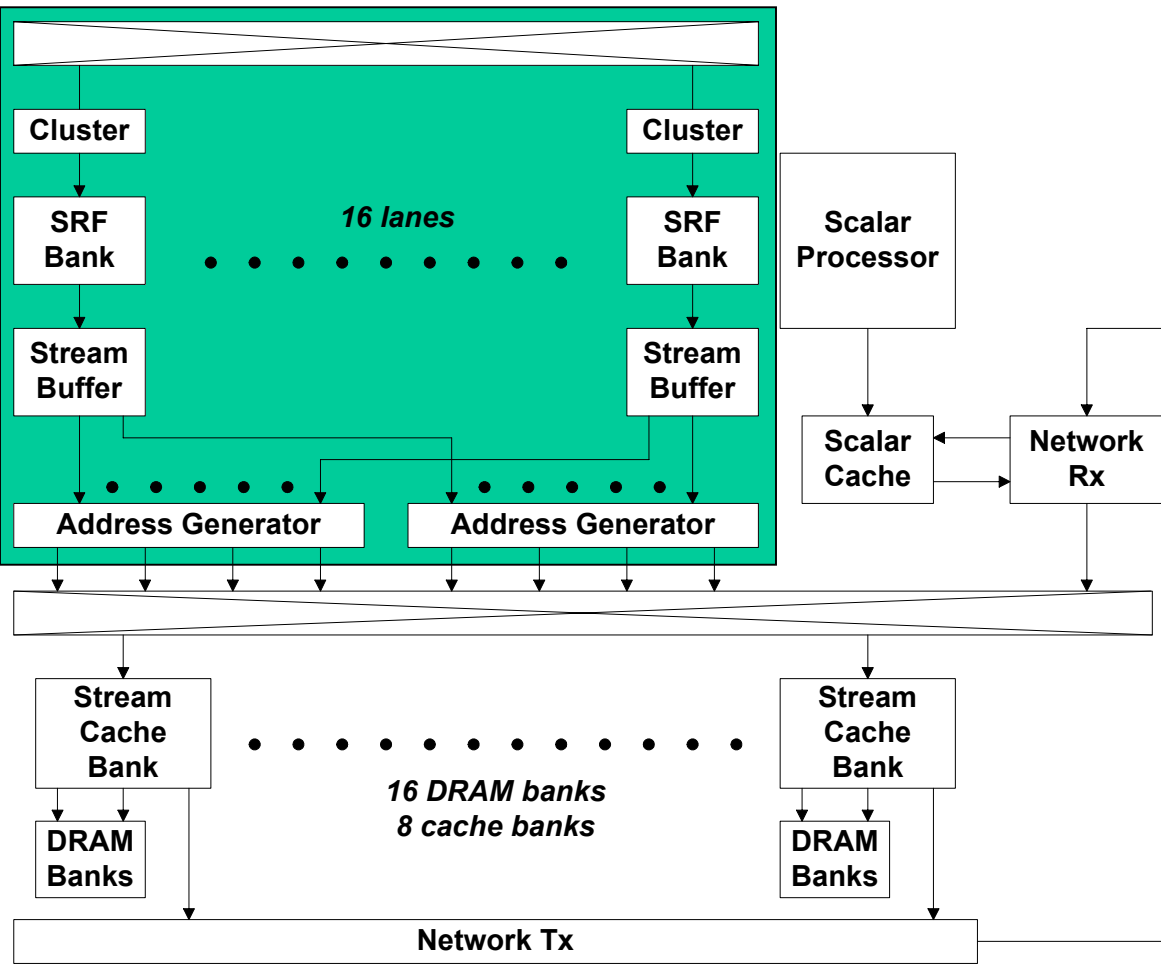 Cluster
Cluster
SRF
Bank
16 lanes
SRF
Bank
Scalar
Processor
Stream
Buffer
Stream
Buffer
Scalar
Cache
Network
Rx
Address Generator
Address Generator
Stream
Cache
Bank
Stream
Cache
Bank
16 DRAM banks
8 cache banks
DRAM
Banks
DRAM
Banks
Network Tx